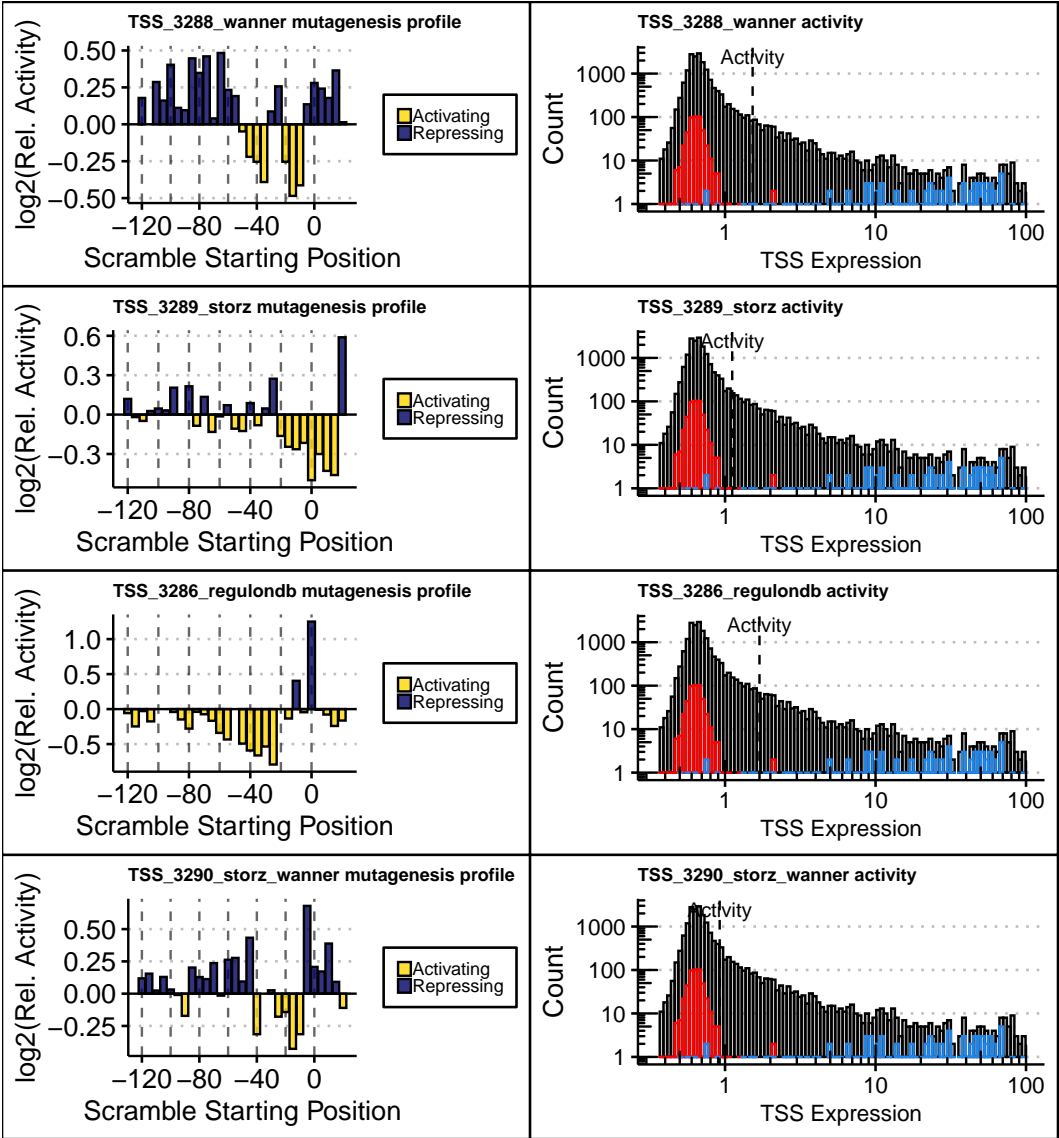 TSS_3288_wanner mutagenesis profile
log2(Rel. Activity)
0.50
0.25
0.00
−0.25
−0.50
−120 −80 −40 0
Scramble Starting Position
Activating
Repressing
TSS_3288_wanner activity
Activity
Count
1000
100
10
1
1 10 100
TSS Expression
TSS_3289_storz mutagenesis profile
log2(Rel. Activity)
0.6
0.3
0.0
−0.3
−120 −80 −40 0
Scramble Starting Position
Activating
Repressing
TSS_3289_storz activity
Activity
Count
1000
100
10
1
1 10 100
TSS Expression
TSS_3286_regulondb mutagenesis profile
log2(Rel. Activity)
1.0
0.5
0.0
−0.5
−120 −80 −40 0
Scramble Starting Position
Activating
Repressing
TSS_3286_regulondb activity
Activity
Count
1000
100
10
1
1 10 100
TSS Expression
TSS_3290_storz_wanner mutagenesis profile
log2(Rel. Activity)
0.50
0.25
0.00
−0.25
−120 −80 −40 0
Scramble Starting Position
Activating
Repressing
TSS_3290_storz_wanner activity
Activity
Count
1000
100
10
1
1 10 100
TSS Expression